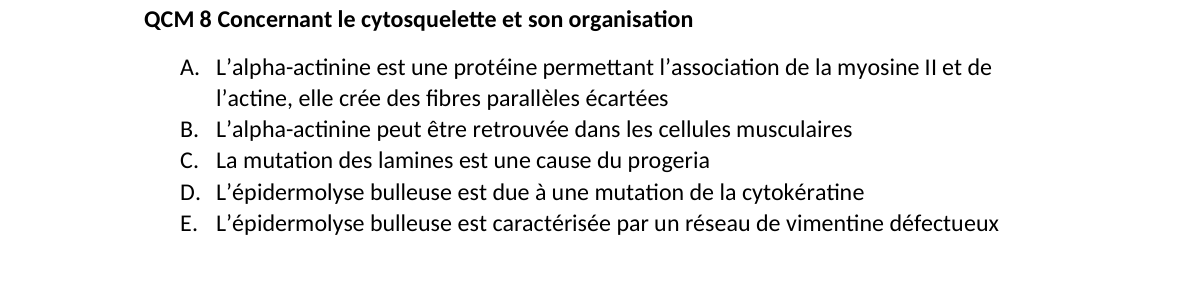 QCM 8 Concernant le cytosquelette et son organisation
A. L’alpha-actinine est une protéine permettant l’association de la myosine II et de
l’actine, elle crée des fibres parallèles écartées
B. L’alpha-actinine peut être retrouvée dans les cellules musculaires
C. La mutation des lamines est une cause du progeria
D. L’épidermolyse bulleuse est due à une mutation de la cytokératine
E. L’épidermolyse bulleuse est caractérisée par un réseau de vimentine défectueux